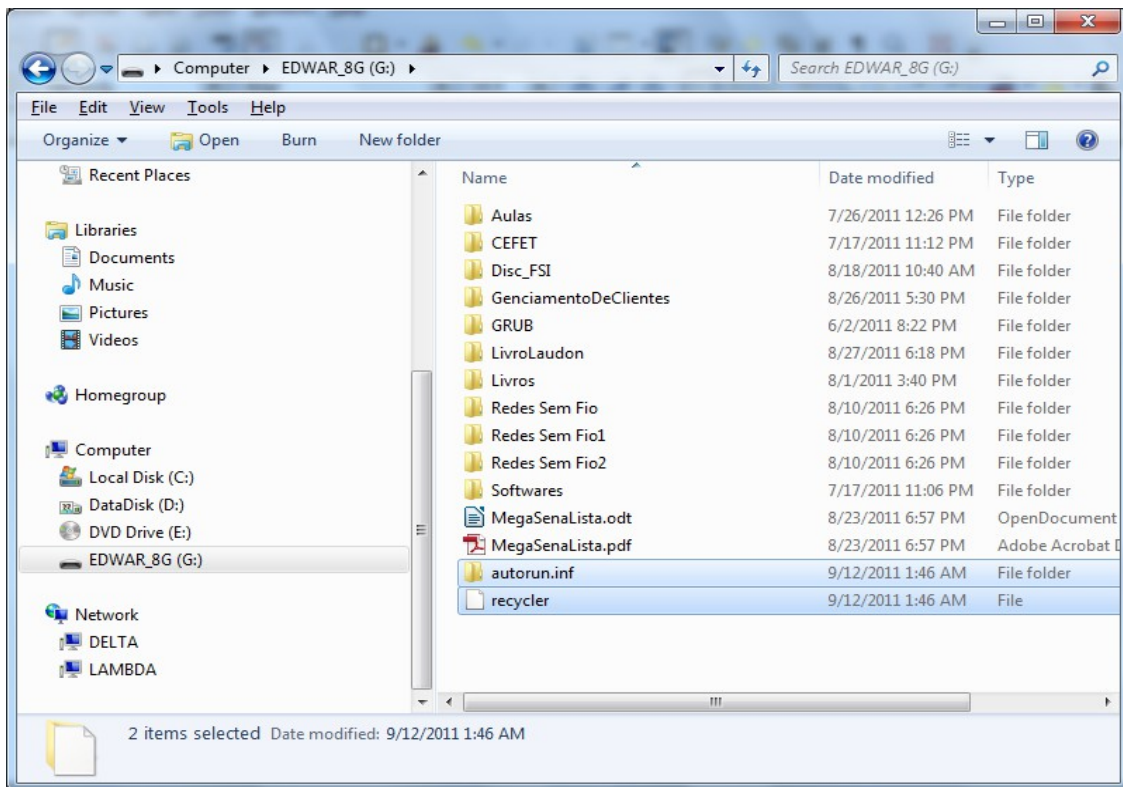 Computer ▸ EDWAR_8G (G:) ▸
Search EDWAR_8G (G:)
File Edit View Tools Help
Organize Open Burn New folder
Recent Places
Libraries
Documents
Music
Pictures
Videos
Homegroup
Computer
Local Disk (C:)
DataDisk (D:)
DVD Drive (E:)
EDWAR_8G (G:)
Network
DELTA
LAMBDA
Name Date modified Type
Aulas 7/26/2011 12:26 PM File folder
CEFET 7/17/2011 11:12 PM File folder
Disc_FSI 8/18/2011 10:40 AM File folder
GenciamentoDeClientes 8/26/2011 5:30 PM File folder
GRUB 6/2/2011 8:22 PM File folder
LivroLaudon 8/27/2011 6:18 PM File folder
Livros 8/1/2011 3:40 PM File folder
Redes Sem Fio 8/10/2011 6:26 PM File folder
Redes Sem Fio1 8/10/2011 6:26 PM File folder
Redes Sem Fio2 8/10/2011 6:26 PM File folder
Softwares 7/17/2011 11:06 PM File folder
MegaSenaLista.odt 8/23/2011 6:57 PM OpenDocument
MegaSenaLista.pdf 8/23/2011 6:57 PM Adobe Acrobat D
autorun.inf 9/12/2011 1:46 AM File folder
recycler 9/12/2011 1:46 AM File
2 items selected Date modified: 9/12/2011 1:46 AM